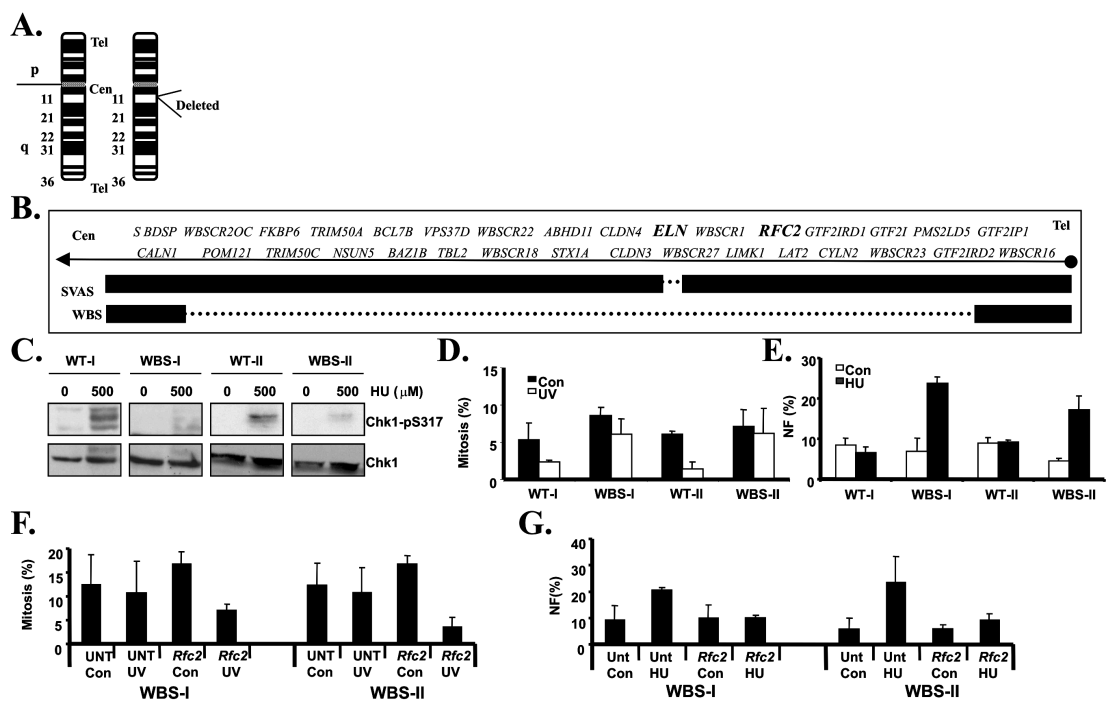 A.
Tel Tel
p
Cen
11 11
Deleted
21 21
22 22
q 31 31
36 Tel 36
B.
Cen S BDSP WBSCR2OC FKBP6 TRIM50A BCL7B VPS37D WBSCR22 ABHD11 CLDN4 ELN WBSCR1 RFC2 GTF2IRD1 GTF2I PMS2LD5 GTF2IP1 Tel
CALN1 POM121 TRIM50C NSUN5 BAZ1B TBL2 WBSCR18 STX1A CLDN3 WBSCR27 LIMK1 LAT2 CYLN2 WBSCR23 GTF2IRD2 WBSCR16
SVAS
WBS
C.
WT-I WBS-I WT-II WBS-II
0 500 0 500 0 500 0 500 HU (μM)
Chk1-pS317
Chk1
D.
Mitosis (%)
15
10
5
0
Con
UV
WT-I WBS-I WT-II WBS-II
E.
NF (%)
30
20
10
0
Con
HU
WT-I WBS-I WT-II WBS-II
F.
Mitosis (%)
20
15
10
5
0
UNT UNT Rfc2 Rfc2 UNT UNT Rfc2 Rfc2
Con UV Con UV Con UV Con UV
WBS-I WBS-II
G.
NF(%)
40
30
20
10
0
Unt Unt Rfc2 Rfc2 Unt Unt Rfc2 Rfc2
Con HU Con HU Con HU Con HU
WBS-I WBS-II